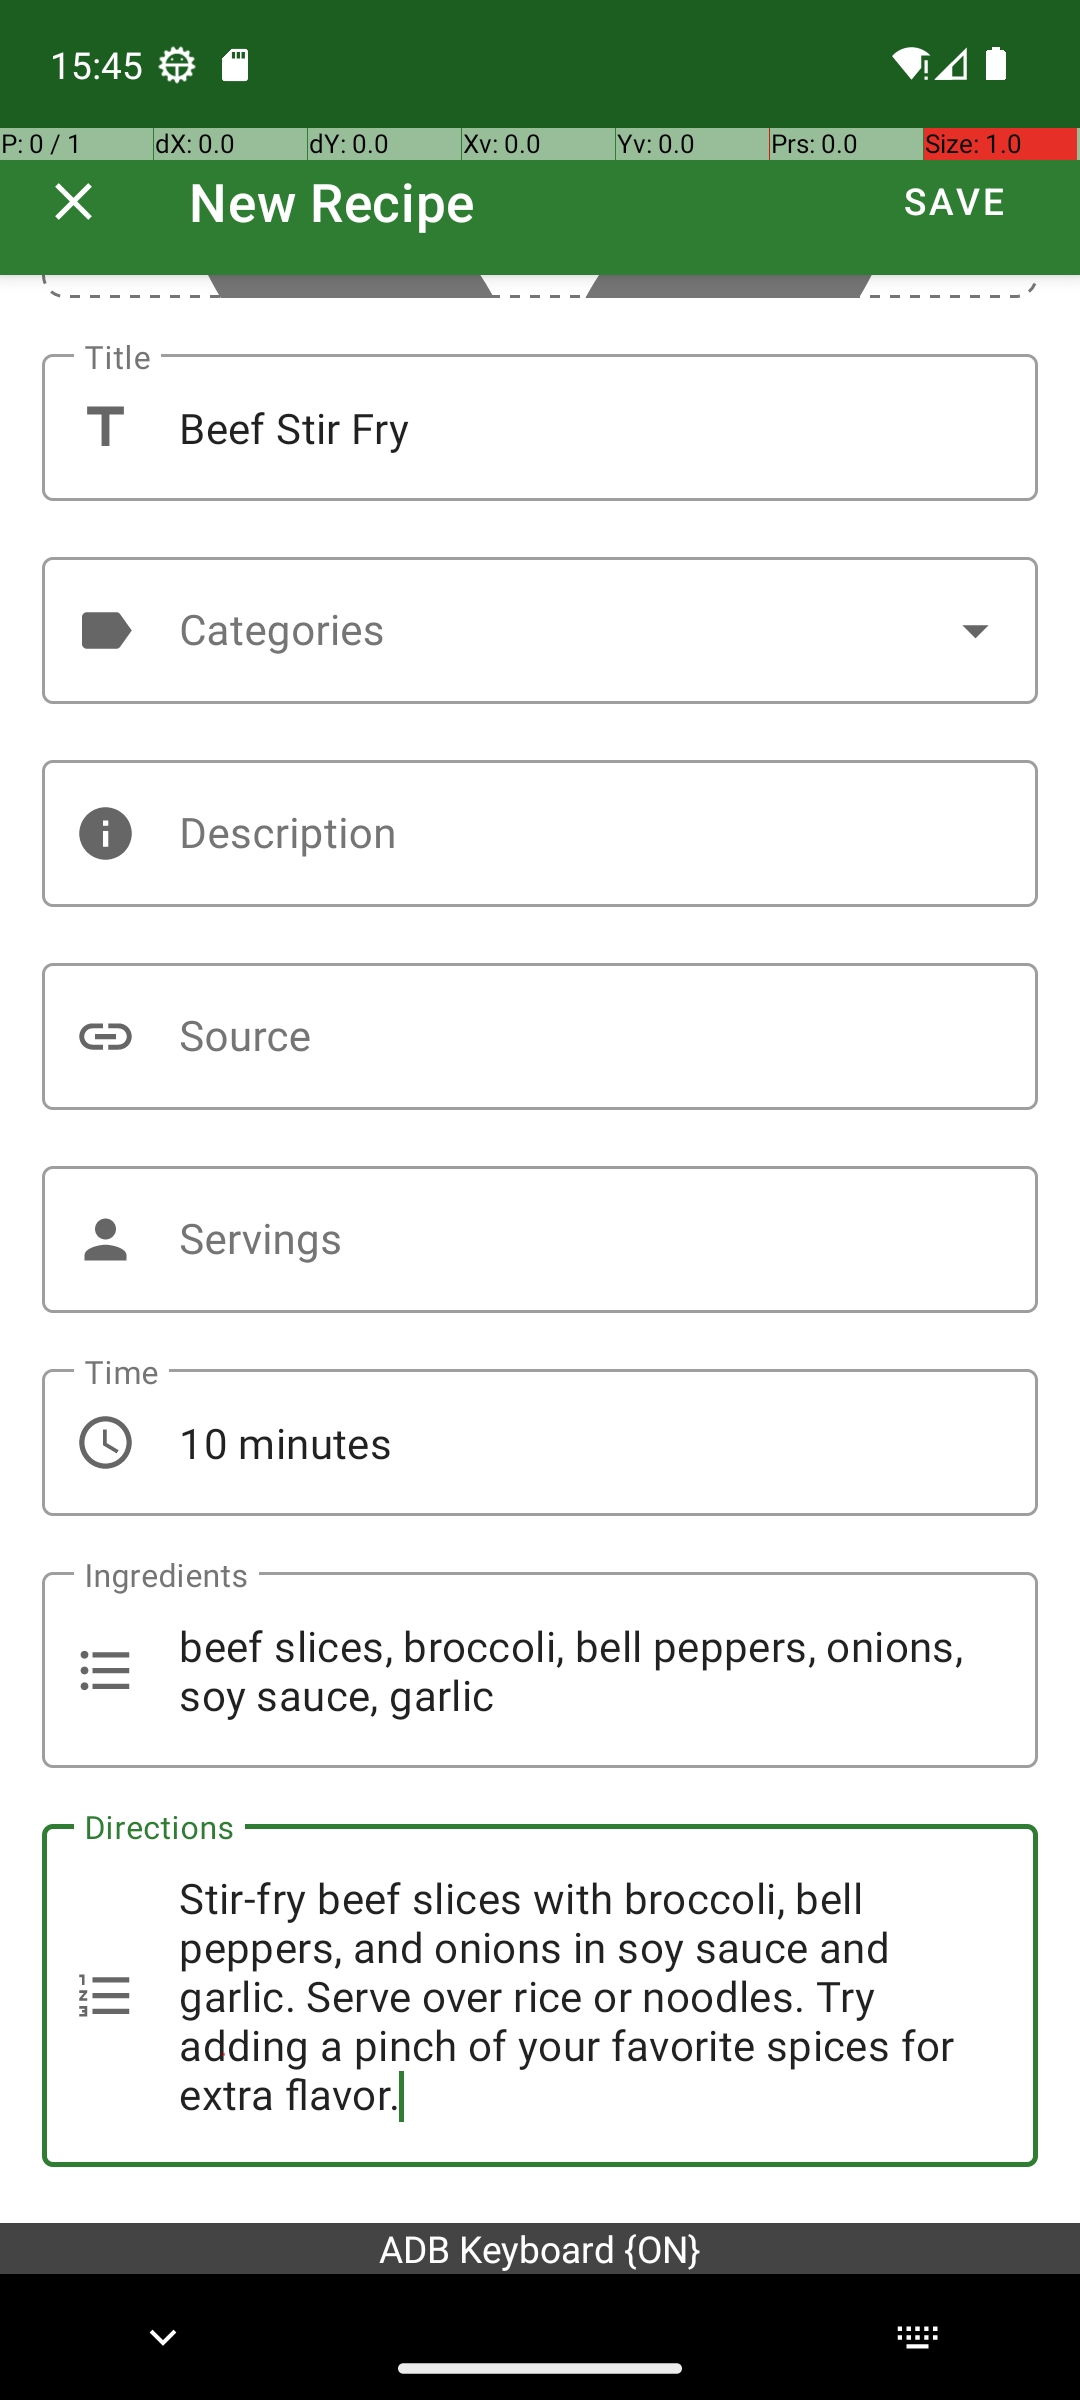 15:45
P: 0 / 1 dX: 0.0 dY: 0.0 Xv: 0.0 Yv: 0.0 Prs: 0.0 Size: 1.0
New Recipe SAVE
Title
Beef Stir Fry
Categories
Description
Source
Servings
Time
10 minutes
Ingredients
beef slices, broccoli, bell peppers, onions,
soy sauce, garlic
Directions
Stir-fry beef slices with broccoli, bell
peppers, and onions in soy sauce and
garlic. Serve over rice or noodles. Try
adding a pinch of your favorite spices for
extra flavor.
ADB Keyboard {ON}